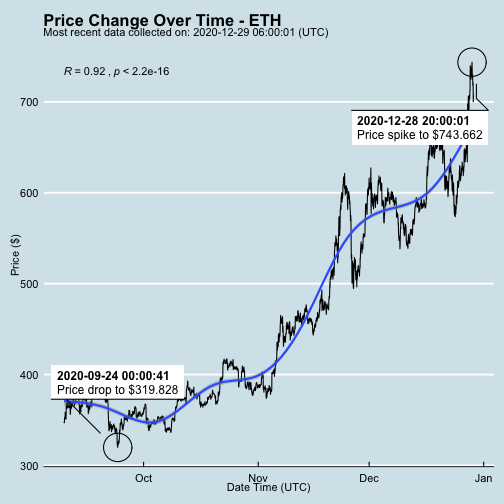 Price Change Over Time - ETH
Most recent data collected on: 2020-12-29 06:00:01 (UTC)
R = 0.92 , p < 2.2e-16
700
2020-12-28 20:00:01
Price spike to $743.662
600
Price ($)
500
400
2020-09-24 00:00:41
Price drop to $319.828
300
Oct
Nov
Dec
Jan
Date Time (UTC)